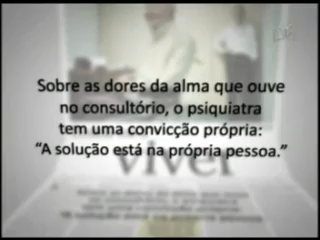 Sobre as dores da alma que ouve
no consultório, o psiquiatra
tem uma convicção própria:
“A solução está na própria pessoa.”
viver